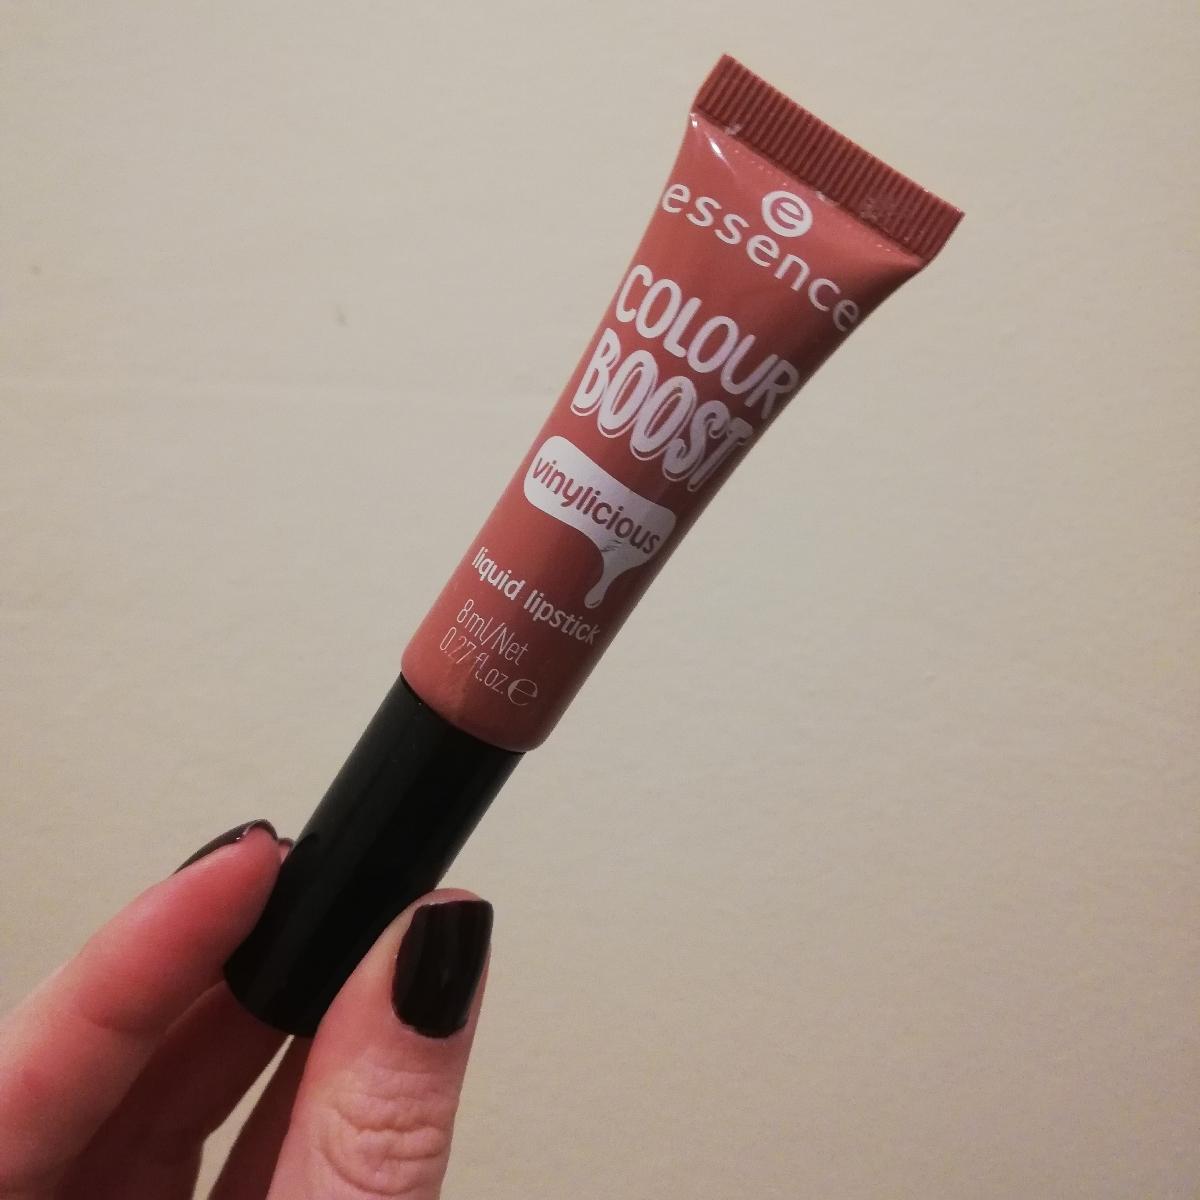 e
essence
COLOUR
BOOST
vinylicious
liquid lipstick
8ml/Net
0.27 fl.oz. ℮